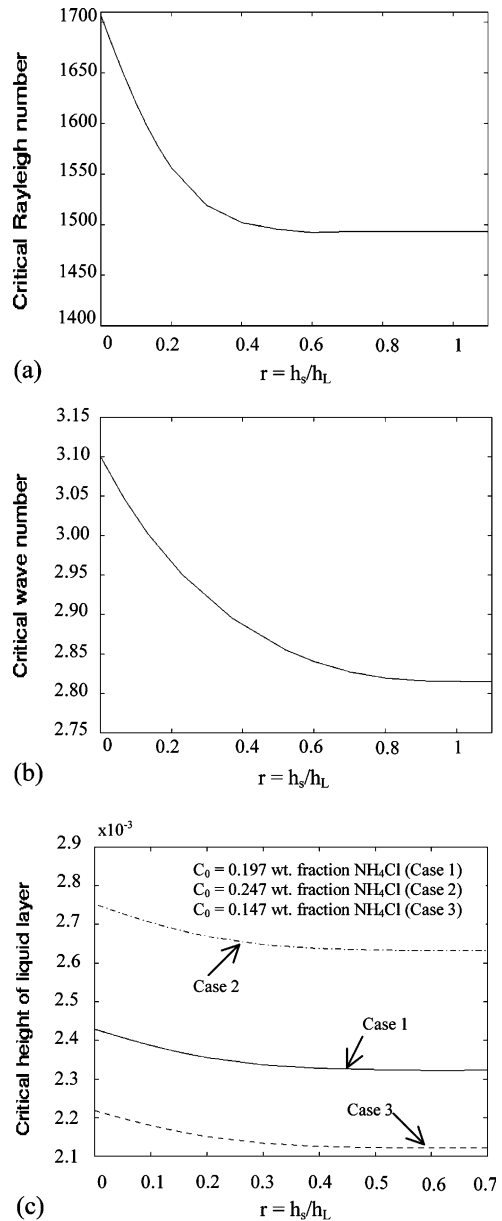 1700
1650
1600
1550
1500
1450
1400
Critical Rayleigh number
0 0.2 0.4 0.6 0.8 1
r = hs/hL
(a)
3.15
3.10
3.05
3.00
2.95
2.90
2.85
2.80
2.75
Critical wave number
0 0.2 0.4 0.6 0.8 1
r = hs/hL
(b)
x10-3
2.9
2.8
2.7
2.6
2.5
2.4
2.3
2.2
2.1
Critical height of liquid layer
C0 = 0.197 wt. fraction NH4Cl (Case 1)
C0 = 0.247 wt. fraction NH4Cl (Case 2)
C0 = 0.147 wt. fraction NH4Cl (Case 3)
Case 2
Case 1
Case 3
0 0.1 0.2 0.3 0.4 0.5 0.6 0.7
r = hs/hL
(c)